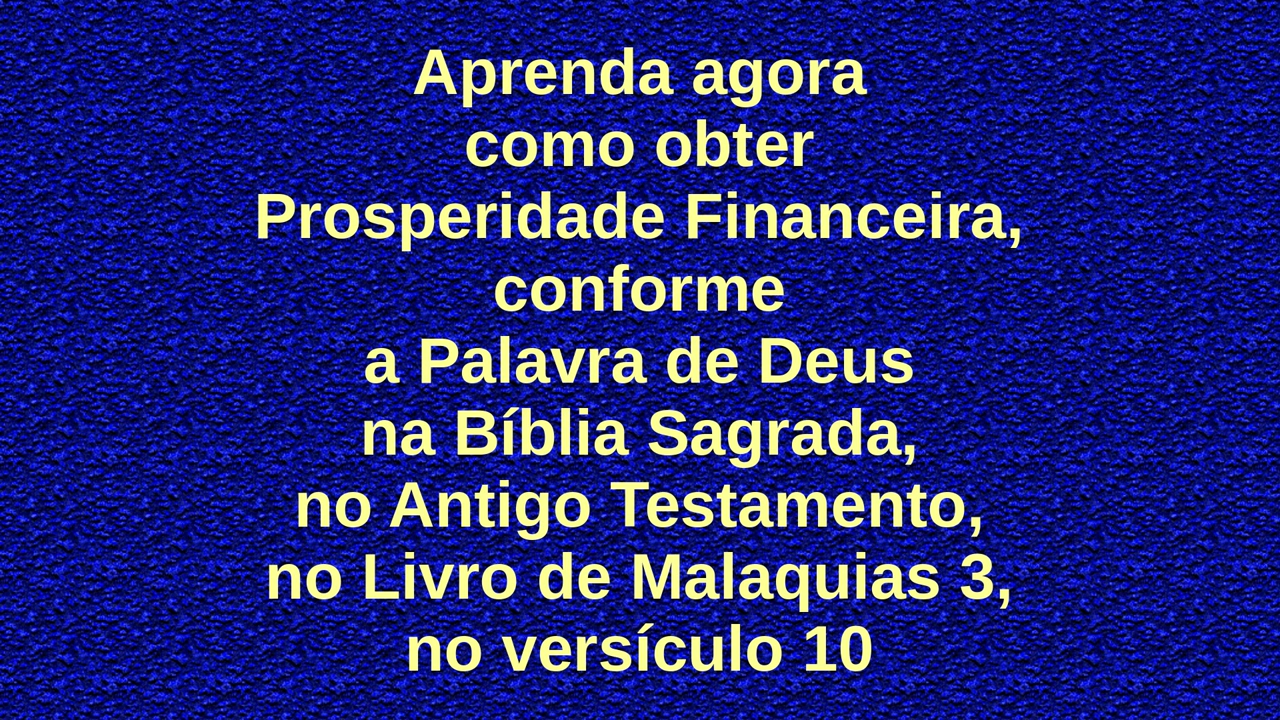 Aprenda agora
como obter
Prosperidade Financeira,
conforme
a Palavra de Deus
na Bíblia Sagrada,
no Antigo Testamento,
no Livro de Malaquias 3,
no versículo 10